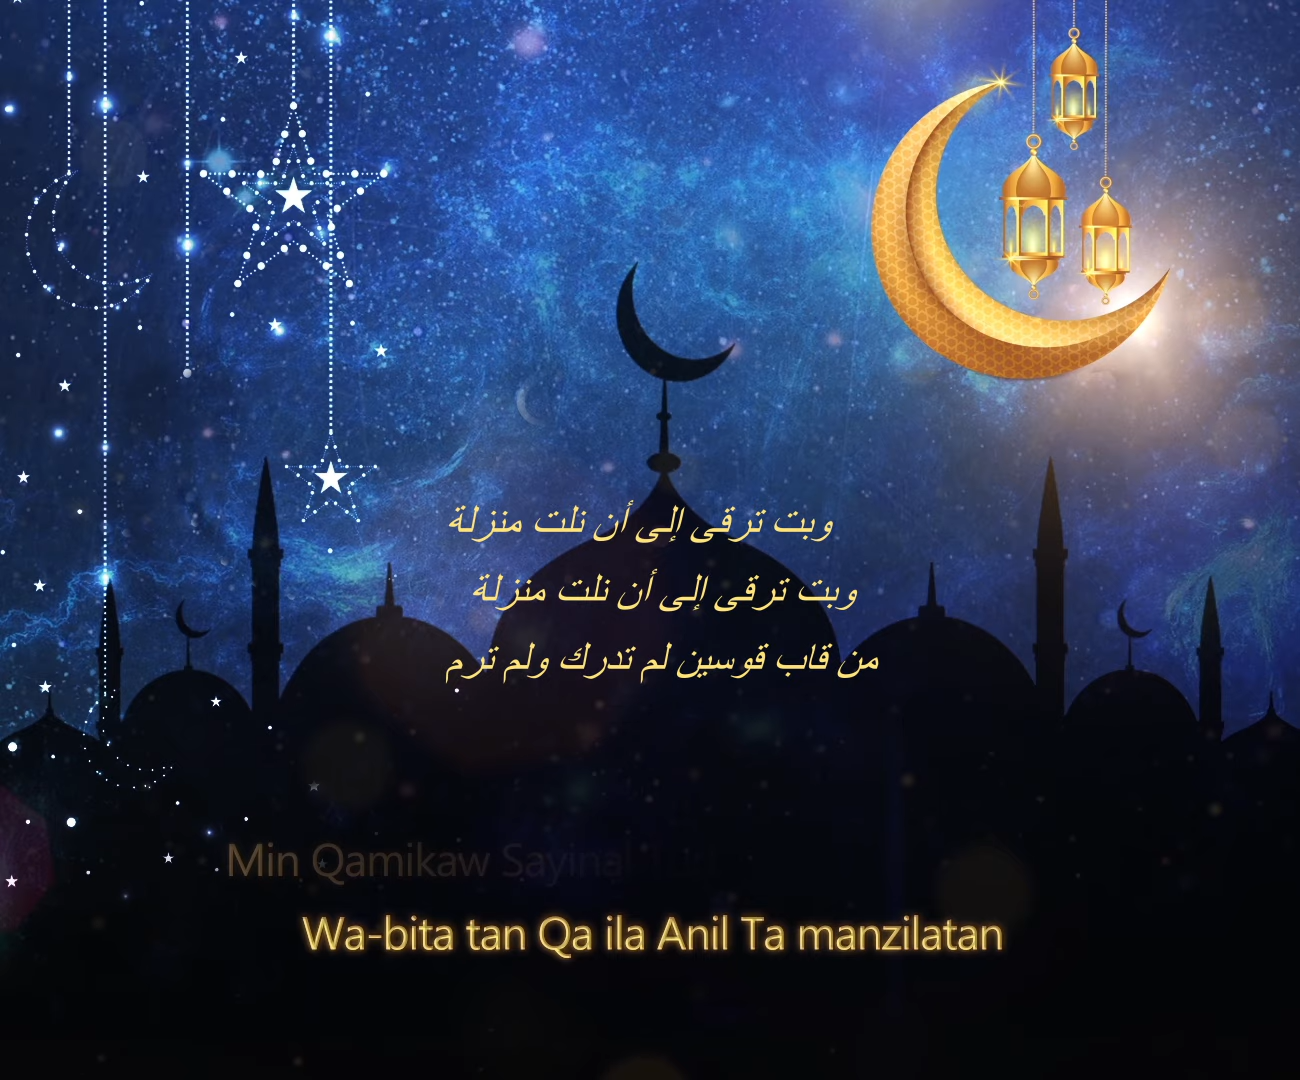 وبت ترقى إلى أن نلت منزلة
وبت ترقى إلى أن نلت منزلة
من قاب قوسين لم تدرك ولم ترم
Min Qamikaw Sayinal
Wa-bita tan Qa ila Anil Ta manzilatan